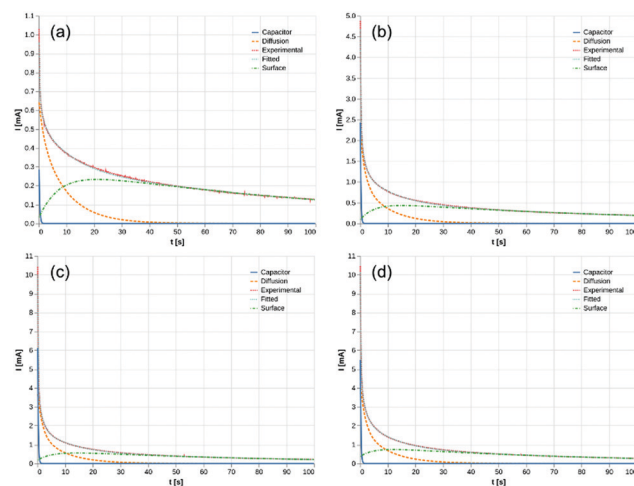 (a)
Capacitor
Diffusion
Experimental
Fitted
Surface
I [mA]
1.1
1.0
0.9
0.8
0.7
0.6
0.5
0.4
0.3
0.2
0.1
0.0
0 10 20 30 40 50 60 70 80 90 100
t [s]
(b)
Capacitor
Diffusion
Experimental
Fitted
Surface
I [mA]
5.0
4.5
4.0
3.5
3.0
2.5
2.0
1.5
1.0
0.5
0.0
0 10 20 30 40 50 60 70 80 90 100
t [s]
(c)
Capacitor
Diffusion
Experimental
Fitted
Surface
I [mA]
11
10
9
8
7
6
5
4
3
2
1
0
0 10 20 30 40 50 60 70 80 90 100
t [s]
(d)
Capacitor
Diffusion
Experimental
Fitted
Surface
I [mA]
11
10
9
8
7
6
5
4
3
2
1
0
0 10 20 30 40 50 60 70 80 90 100
t [s]